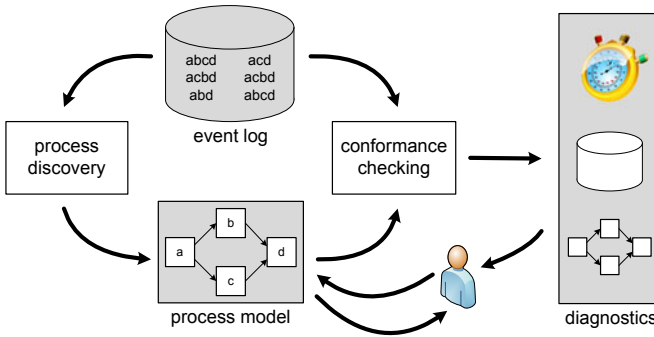 abcd acd
acbd acbd
abd abcd
event log
process
discovery
conformance
checking
b
a
d
c
process model
diagnostics